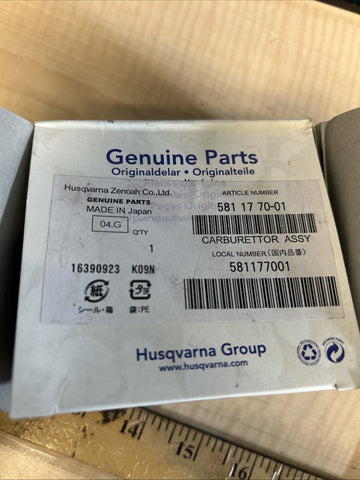 Genuine Parts
Originaldelar • Originalteile
Husqvarna Zenoah Co.,Ltd.
GENUINE PARTS
MADE IN Japan
04.G
Q'TY
1
16390923 K09N
紙
プラ
シール・箱
袋:PE
ARTICLE NUMBER
581 17 70-01
CARBURETTOR ASSY
LOCAL NUMBER(国内品番)
581177001
Husqvarna Group
www.husqvarna.com
14
15